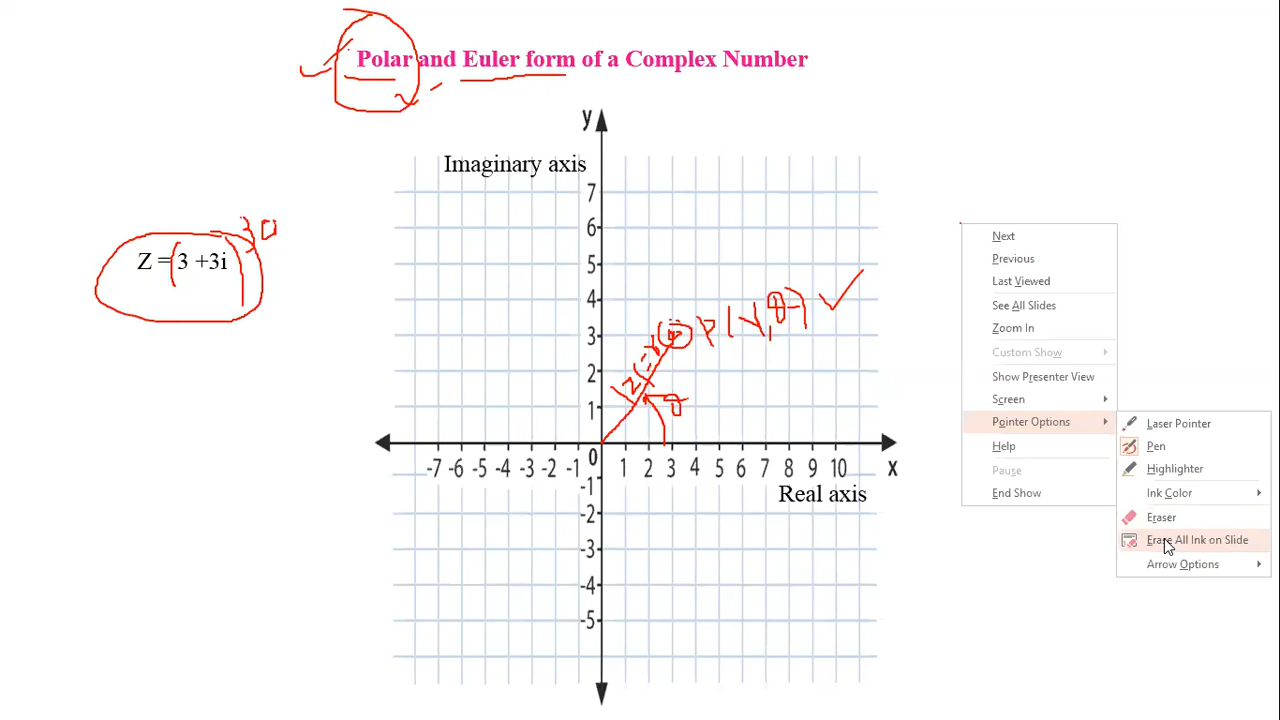 Polar and Euler form of a Complex Number
y
Imaginary axis
7
6
5
4
3
2
1
Z = (3 +3i) 30
P(r,θ)
|z|=r
θ
0
-7 -6 -5 -4 -3 -2 -1
1 2 3 4 5 6 7 8 9 10
x
Real axis
-1
-2
-3
-4
-5
Next
Previous
Last Viewed
See All Slides
Zoom In
Custom Show
Show Presenter View
Screen
Pointer Options
Help
Pause
End Show
Laser Pointer
Pen
Highlighter
Ink Color
Eraser
Erase All Ink on Slide
Arrow Options